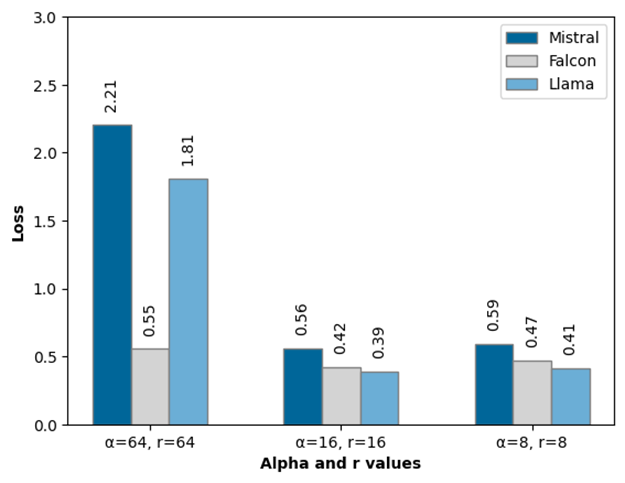 3.0
2.5
2.0
1.5
1.0
0.5
0.0
Loss
Mistral
Falcon
Llama
2.21
0.55
1.81
0.56
0.42
0.39
0.59
0.47
0.41
α=64, r=64
α=16, r=16
α=8, r=8
Alpha and r values